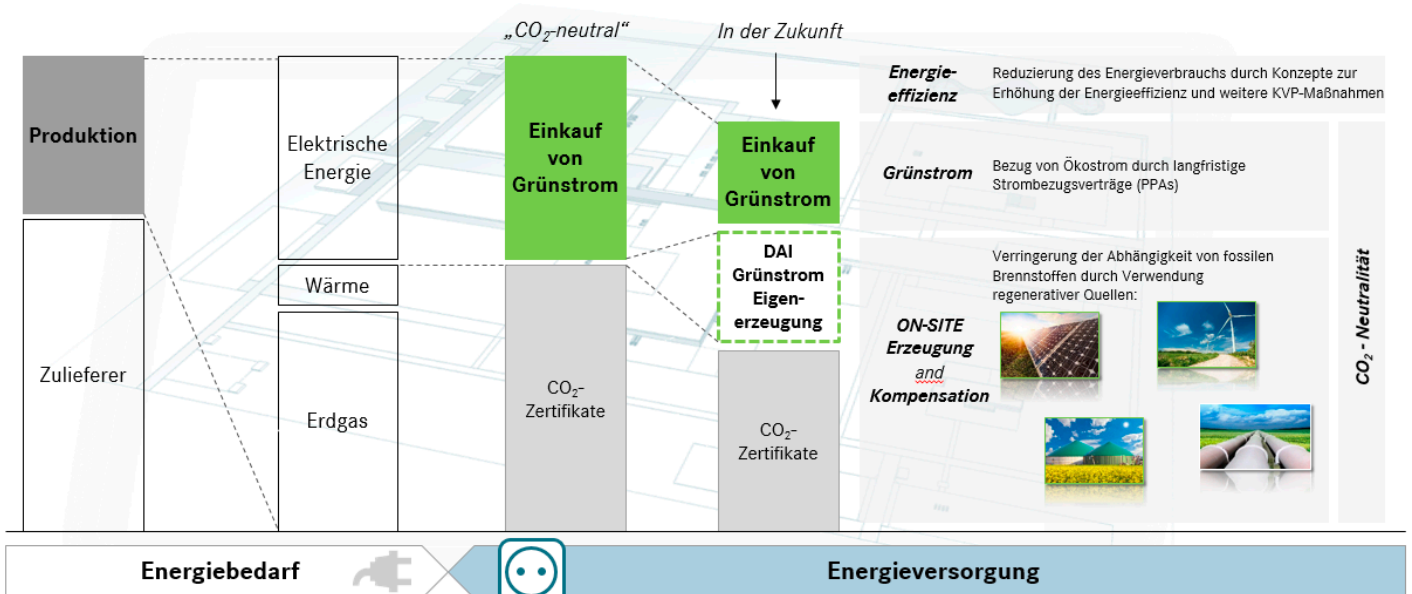 „CO₂-neutral“
In der Zukunft
Produktion
Zulieferer
Elektrische
Energie
Wärme
Erdgas
Einkauf
von
Grünstrom
CO₂-
Zertifikate
Einkauf
von
Grünstrom
DAI
Grünstrom
Eigen-
erzeugung
CO₂-
Zertifikate
Energie-
effizienz
Reduzierung des Energieverbrauchs durch Konzepte zur
Erhöhung der Energieeffizienz und weitere KVP-Maßnahmen
Grünstrom
Bezug von Ökostrom durch langfristige
Strombezugsverträge (PPAs)
ON-SITE
Erzeugung
and
Kompensation
Verringerung der Abhängigkeit von fossilen
Brennstoffen durch Verwendung
regenerativer Quellen:
CO₂ - Neutralität
Energiebedarf
Energieversorgung